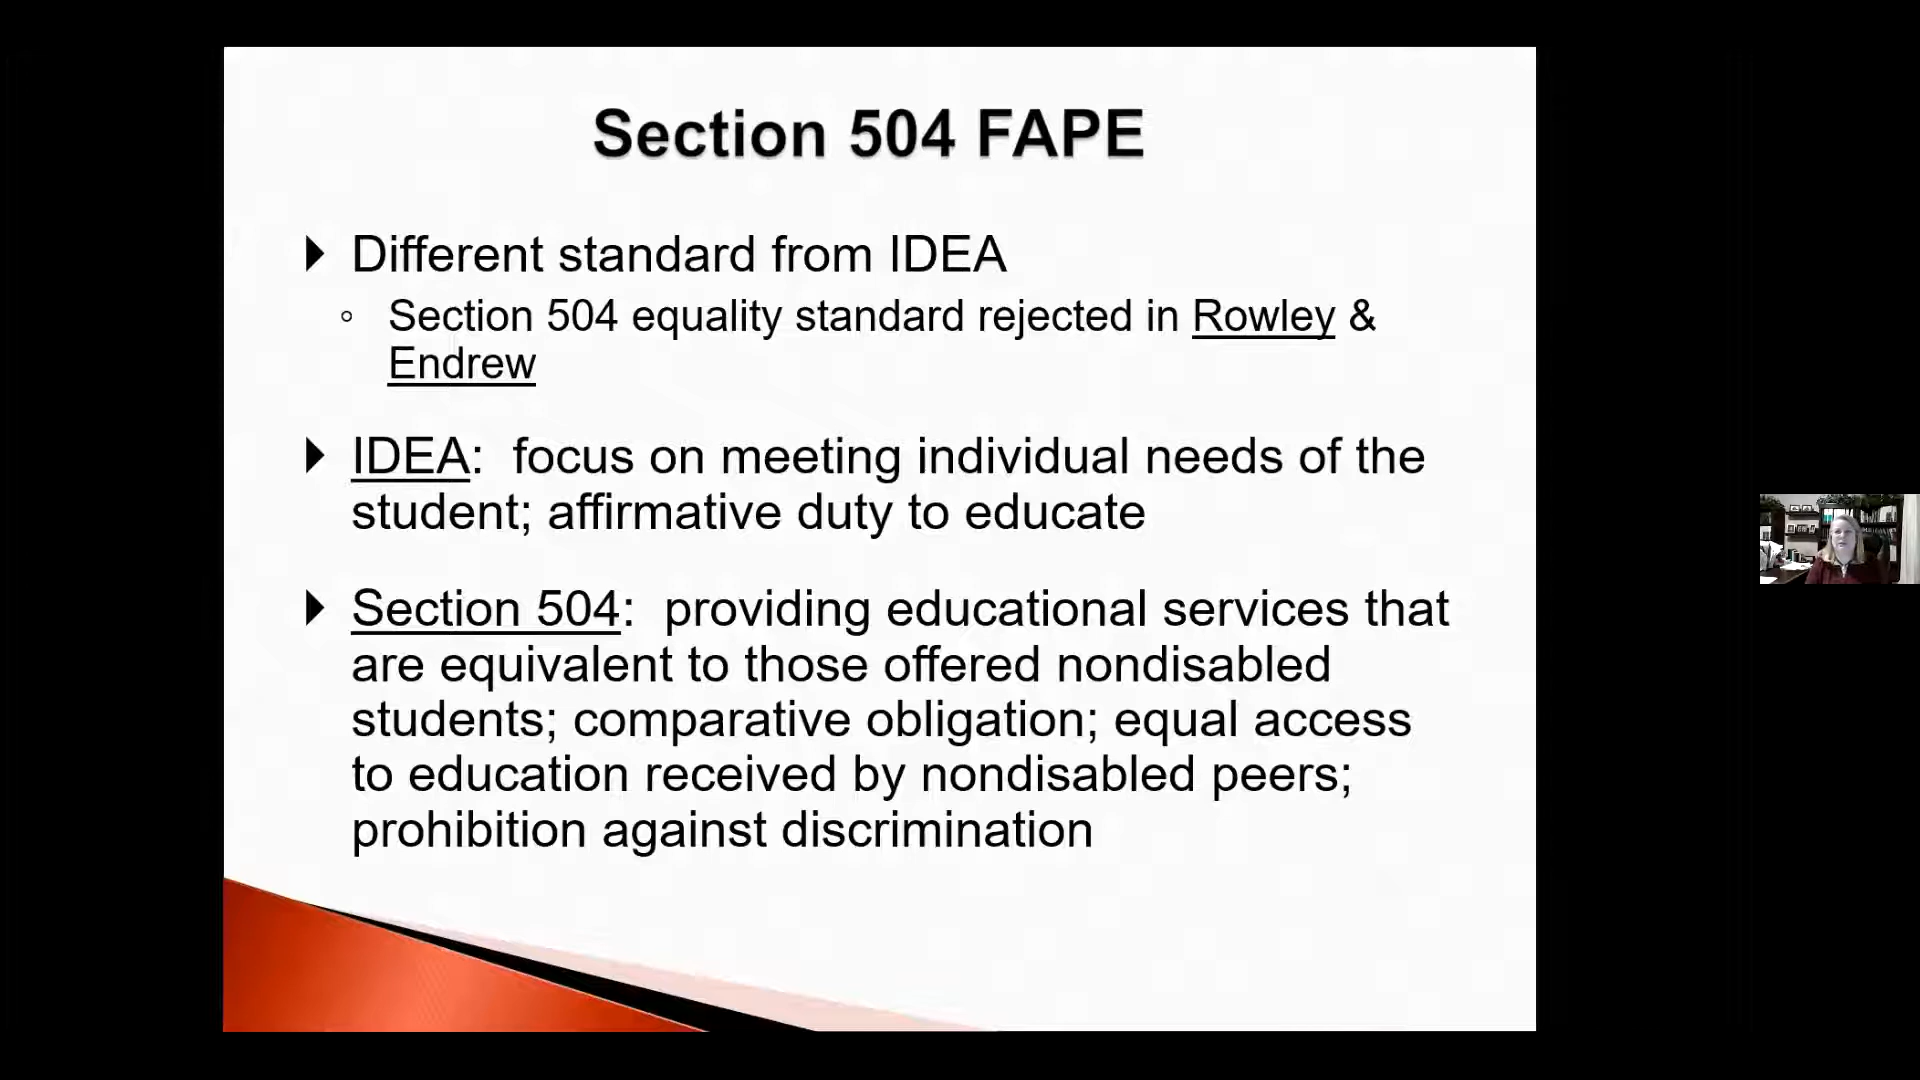 Section 504 FAPE
Different standard from IDEA
Section 504 equality standard rejected in Rowley &
Endrew
IDEA: focus on meeting individual needs of the
student; affirmative duty to educate
Section 504: providing educational services that
are equivalent to those offered nondisabled
students; comparative obligation; equal access
to education received by nondisabled peers;
prohibition against discrimination